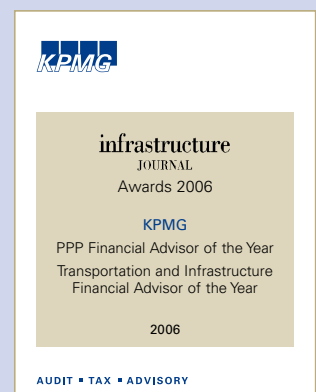 KPMG
infrastructure
JOURNAL
Awards 2006
KPMG
PPP Financial Advisor of the Year
Transportation and Infrastructure
Financial Advisor of the Year
2006
AUDIT ▪ TAX ▪ ADVISORY